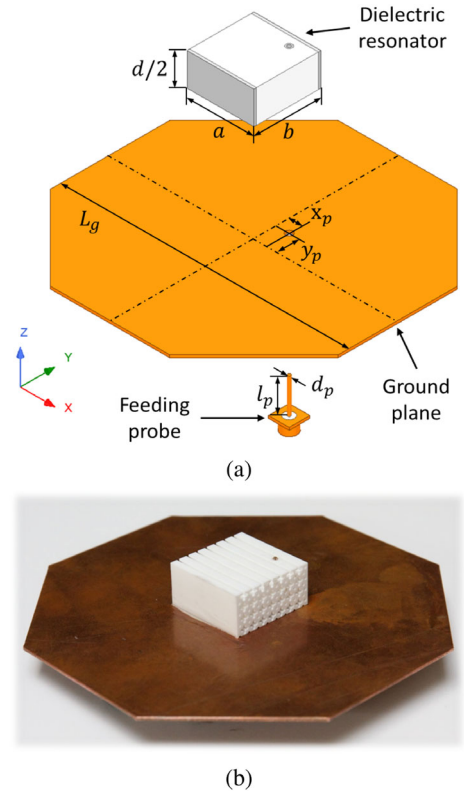 Dielectric
resonator
d/2
a
b
L_g
x_p
y_p
Z
Y
X
l_p
d_p
Feeding
probe
Ground
plane
(a)
(b)